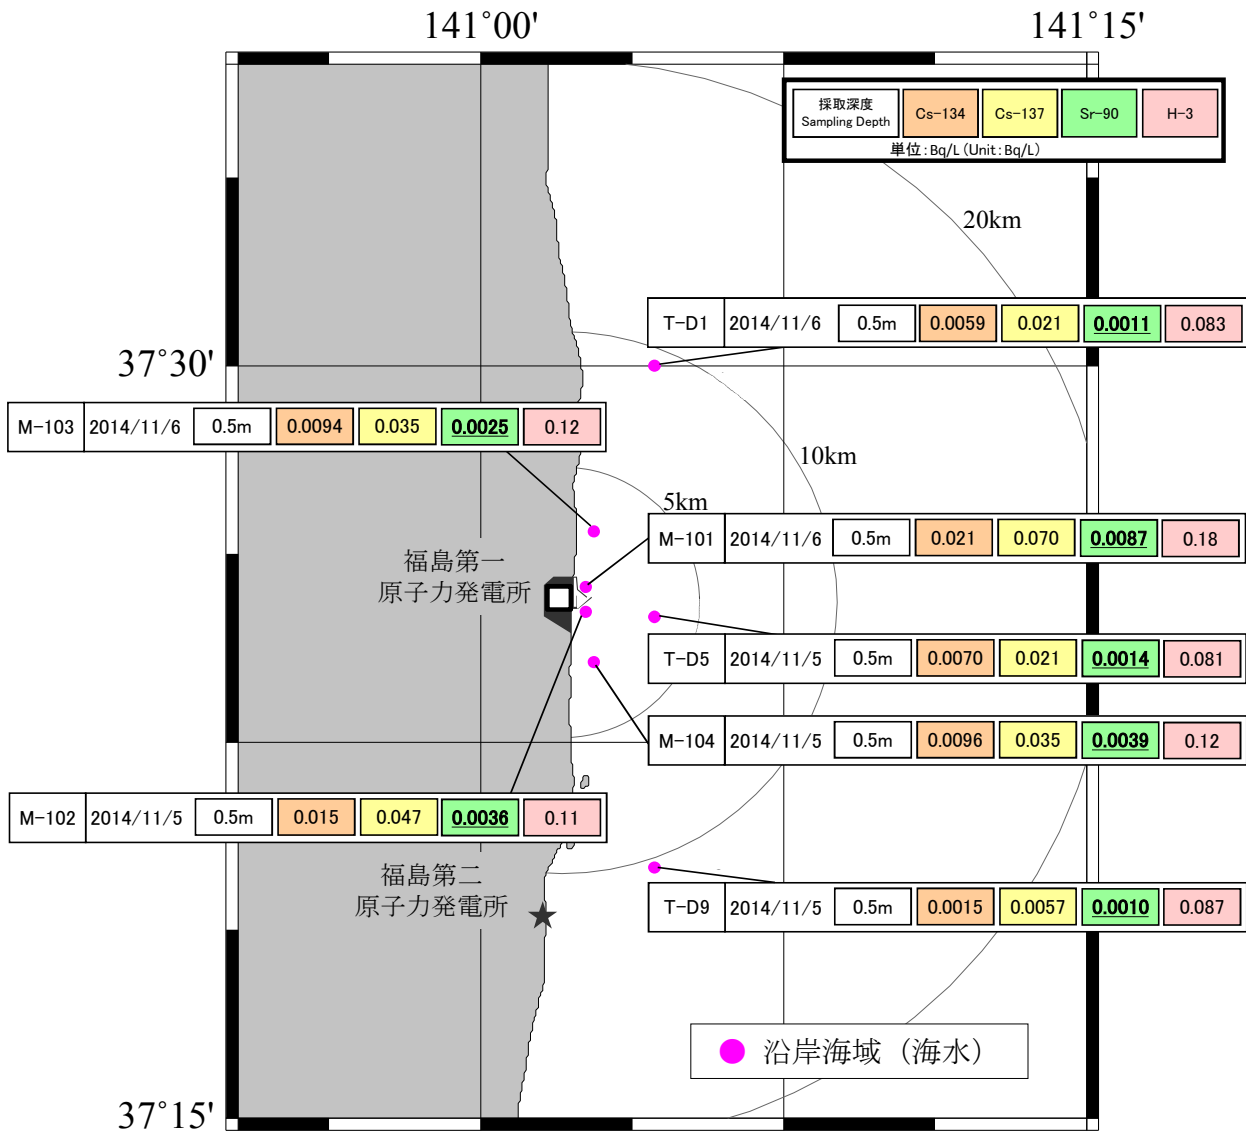 141°00'
141°15'
採取深度
Sampling Depth
Cs-134
Cs-137
Sr-90
H-3
単位:Bq/L (Unit:Bq/L)
20km
T-D1 2014/11/6 0.5m 0.0059 0.021 0.0011 0.083
37°30'
M-103 2014/11/6 0.5m 0.0094 0.035 0.0025 0.12
10km
5km
M-101 2014/11/6 0.5m 0.021 0.070 0.0087 0.18
福島第一
原子力発電所
T-D5 2014/11/5 0.5m 0.0070 0.021 0.0014 0.081
M-104 2014/11/5 0.5m 0.0096 0.035 0.0039 0.12
M-102 2014/11/5 0.5m 0.015 0.047 0.0036 0.11
福島第二
原子力発電所
T-D9 2014/11/5 0.5m 0.0015 0.0057 0.0010 0.087
沿岸海域（海水）
37°15'